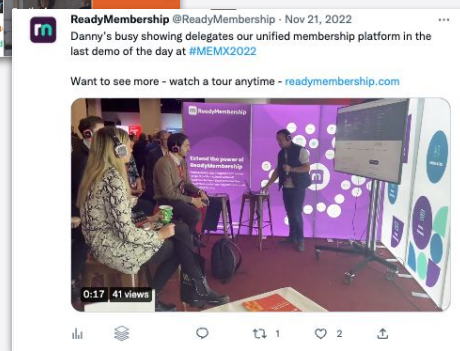 ReadyMembership @ReadyMembership · Nov 21, 2022
Danny's busy showing delegates our unified membership platform in the
last demo of the day at #MEMX2022
Want to see more - watch a tour anytime - readymembership.com
m ReadyMembership
Extend the power of
ReadyMembership
m
0:17 41 views
1
2